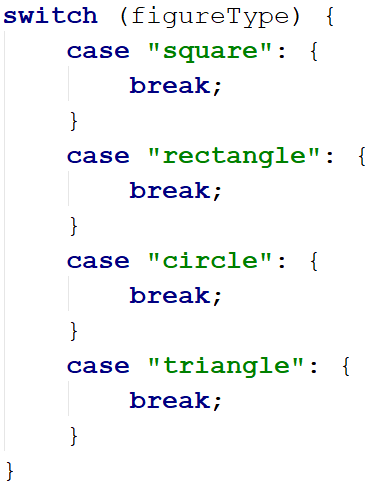 switch (figureType) {
    case "square": {
        break;
    }
    case "rectangle": {
        break;
    }
    case "circle": {
        break;
    }
    case "triangle": {
        break;
    }
}